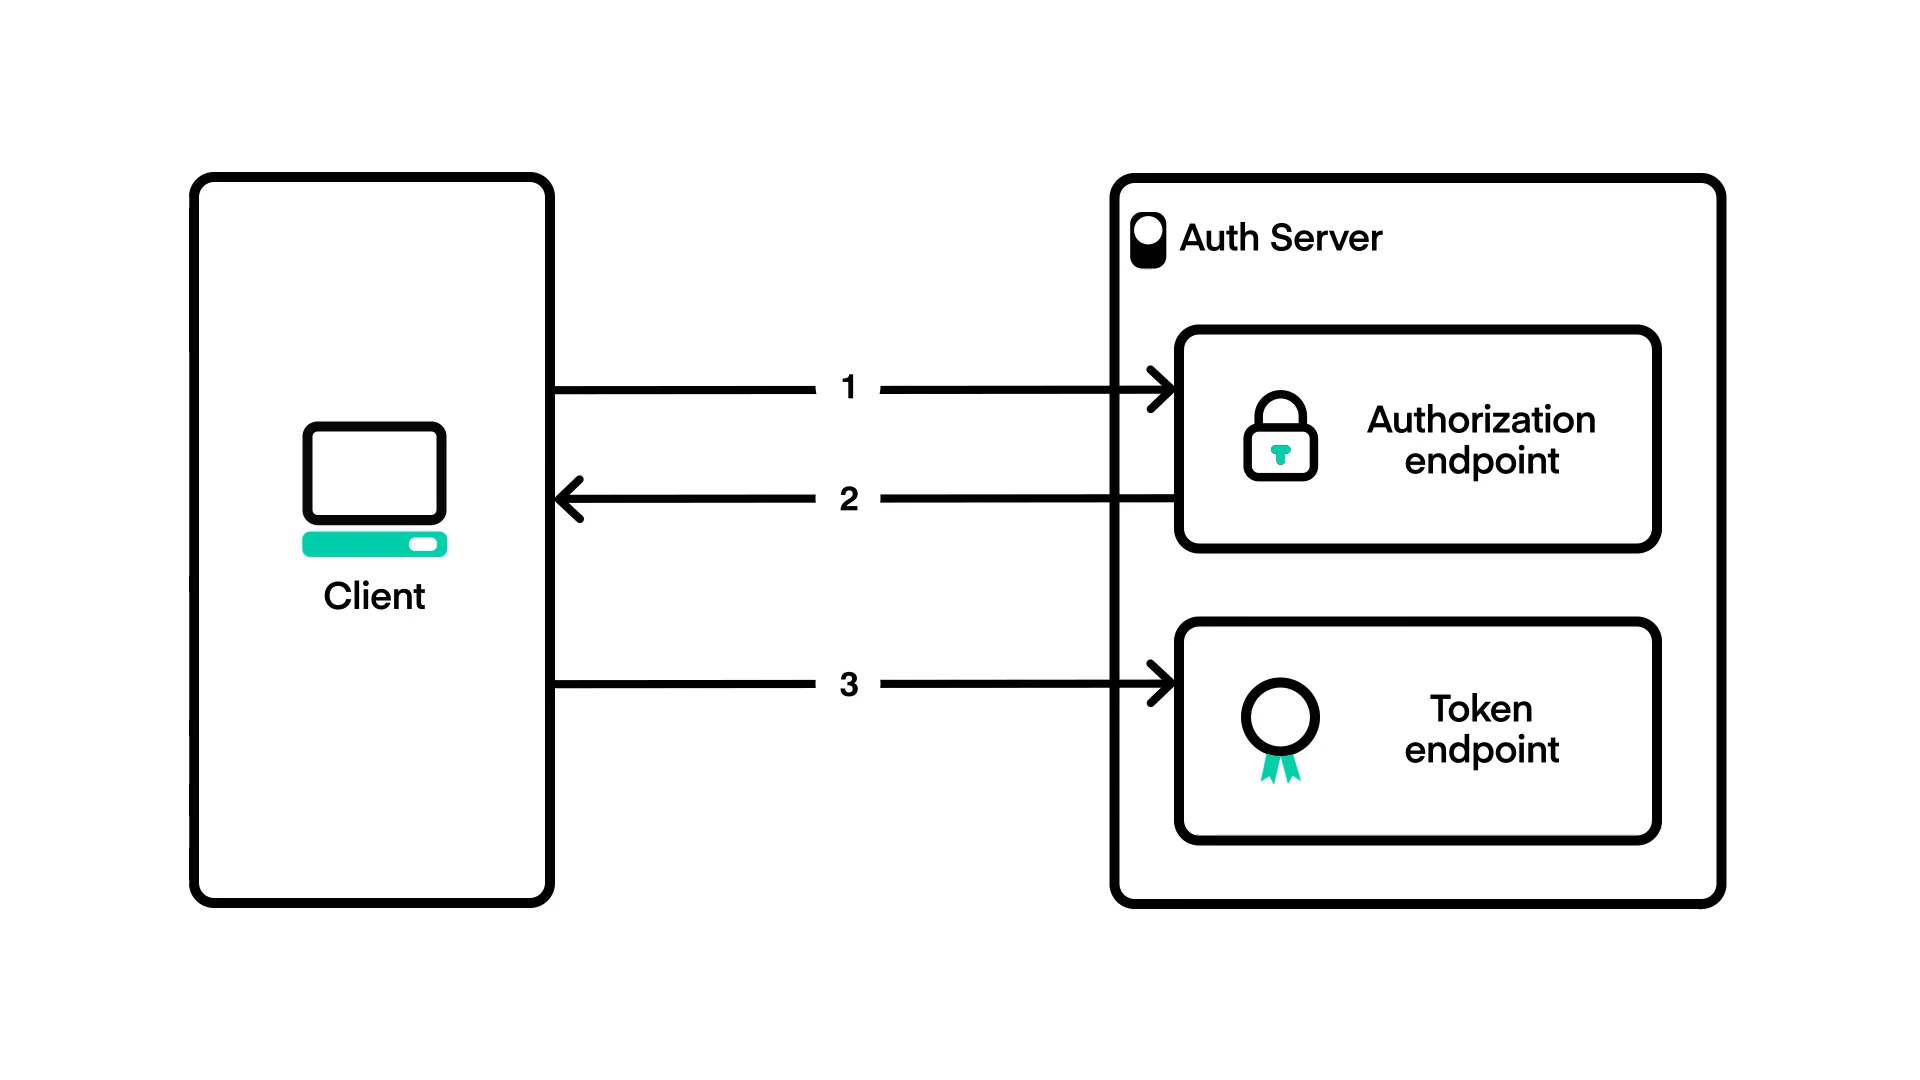 Auth Server
1
Authorization
endpoint
2
Client
3
Token
endpoint